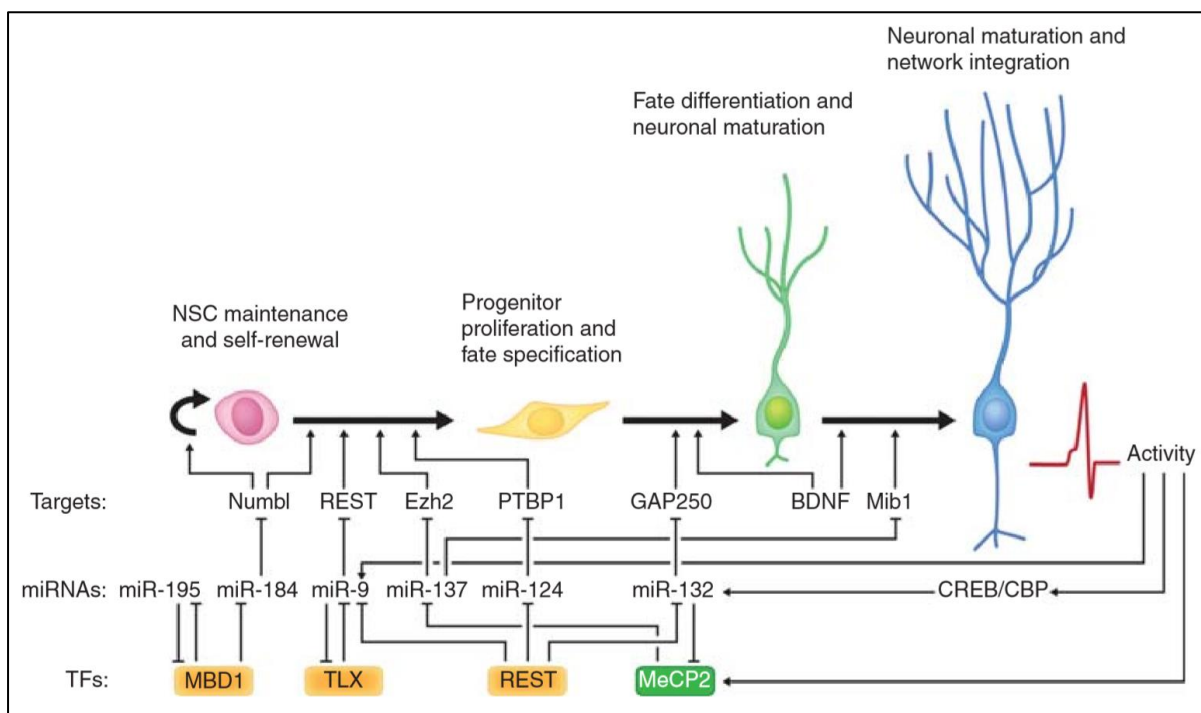 Neuronal maturation and
network integration
Fate differentiation and
neuronal maturation
NSC maintenance
and self-renewal
Progenitor
proliferation and
fate specification
Activity
Targets: Numbl REST Ezh2 PTBP1 GAP250 BDNF Mib1
miRNAs: miR-195 miR-184 miR-9 miR-137 miR-124 miR-132 CREB/CBP
TFs: MBD1 TLX REST MeCP2